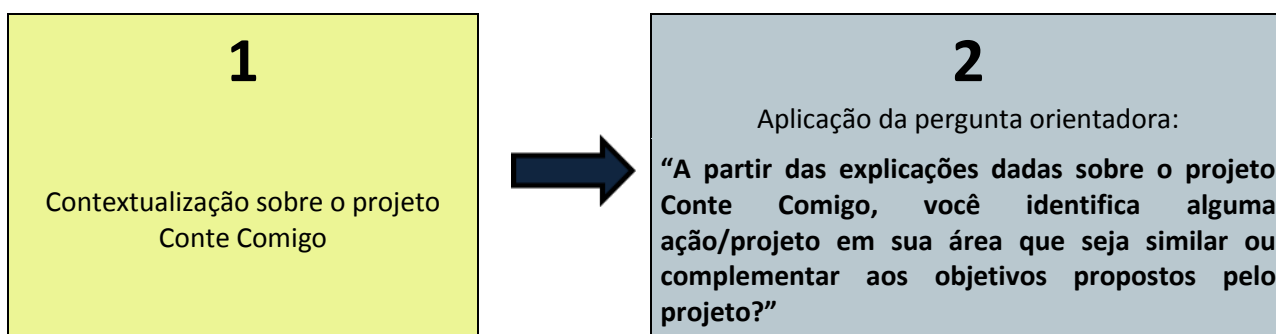 1
Contextualização sobre o projeto
Conte Comigo
2
Aplicação da pergunta orientadora:
“A partir das explicações dadas sobre o projeto
Conte Comigo, você identifica alguma
ação/projeto em sua área que seja similar ou
complementar aos objetivos propostos pelo
projeto?”